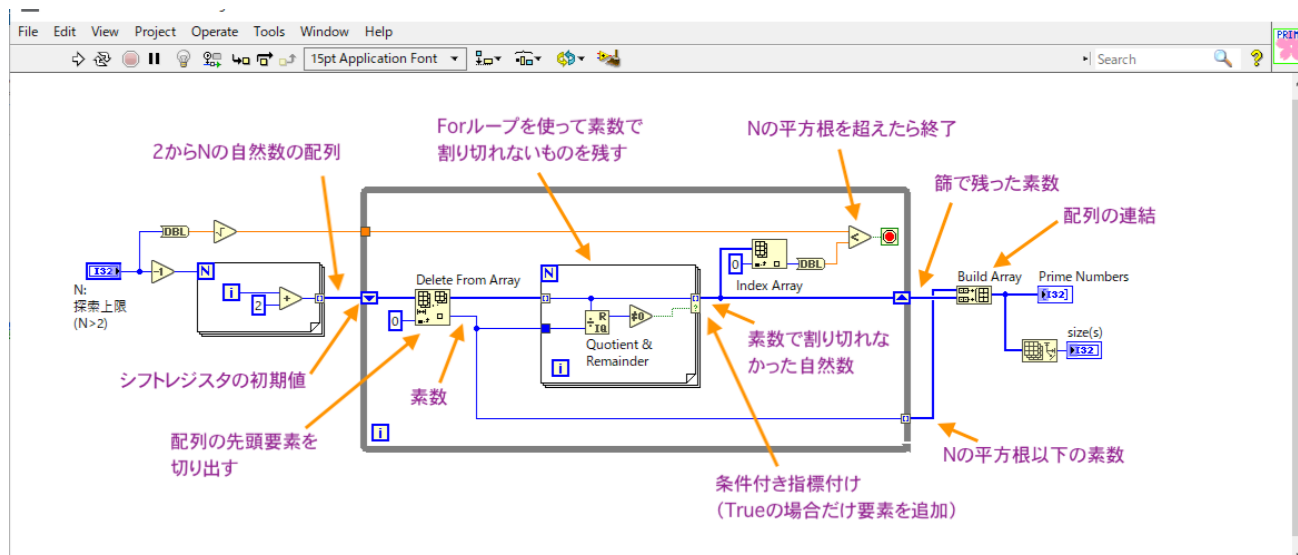 File Edit View Project Operate Tools Window Help
15pt Application Font
Search
PRIM
2からNの自然数の配列
Forループを使って素数で
割り切れないものを残す
Nの平方根を超えたら終了
篩で残った素数
配列の連結
DBL
I32
-1
N
i
2
+
N:
探索上限
(N>2)
Delete From Array
0
N
R
IQ
≠0
Quotient &
Remainder
i
0
DBL
Index Array
<
Build Array
Prime Numbers
I32
size(s)
I32
?
シフトレジスタの初期値
素数
素数で割り切れな
かった自然数
i
配列の先頭要素を
切り出す
Nの平方根以下の素数
条件付き指標付け
(Trueの場合だけ要素を追加)